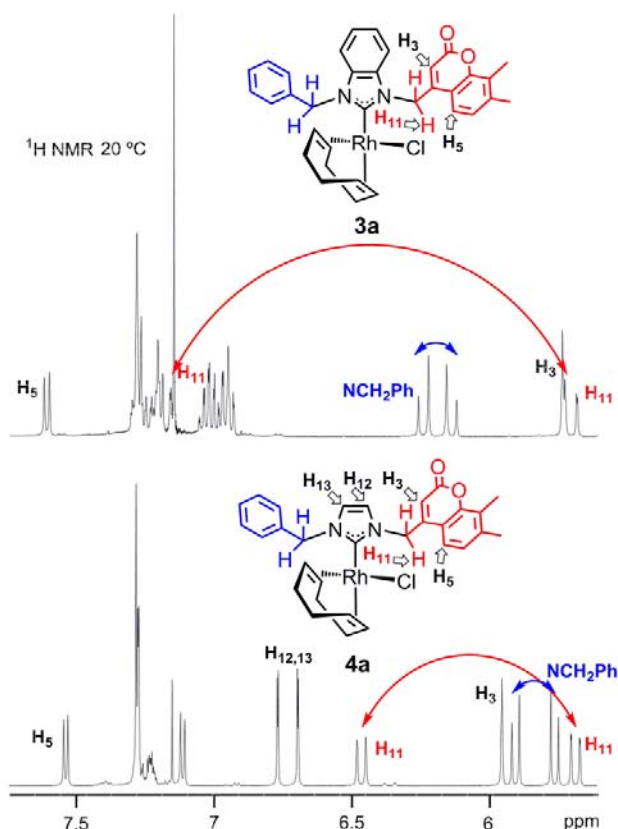 H3
O
O
H
N
N
H
H
H11
H
H5
Rh
Cl
¹H NMR 20 ºC
3a
H5
H11
NCH2Ph
H3
H11
H13
H12
H3
O
O
H
N
N
H
H
H11
H
H5
Rh
Cl
H12,13
4a
NCH2Ph
H3
H5
H11
H11
7.5
7
6.5
6
ppm